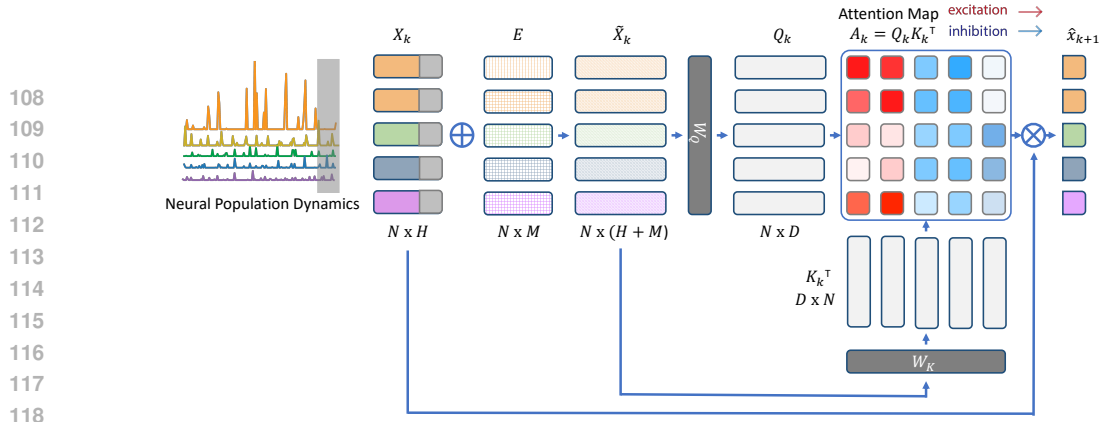 Attention Map
excitation
inhibition
X_k
E
X̃_k
Q_k
A_k = Q_k K_k^⊤
x̂_{k+1}
W_Q
108
109
110
111
112
113
114
115
116
117
118
Neural Population Dynamics
N x H
N x M
N x (H + M)
N x D
K_k^⊤
D x N
W_K